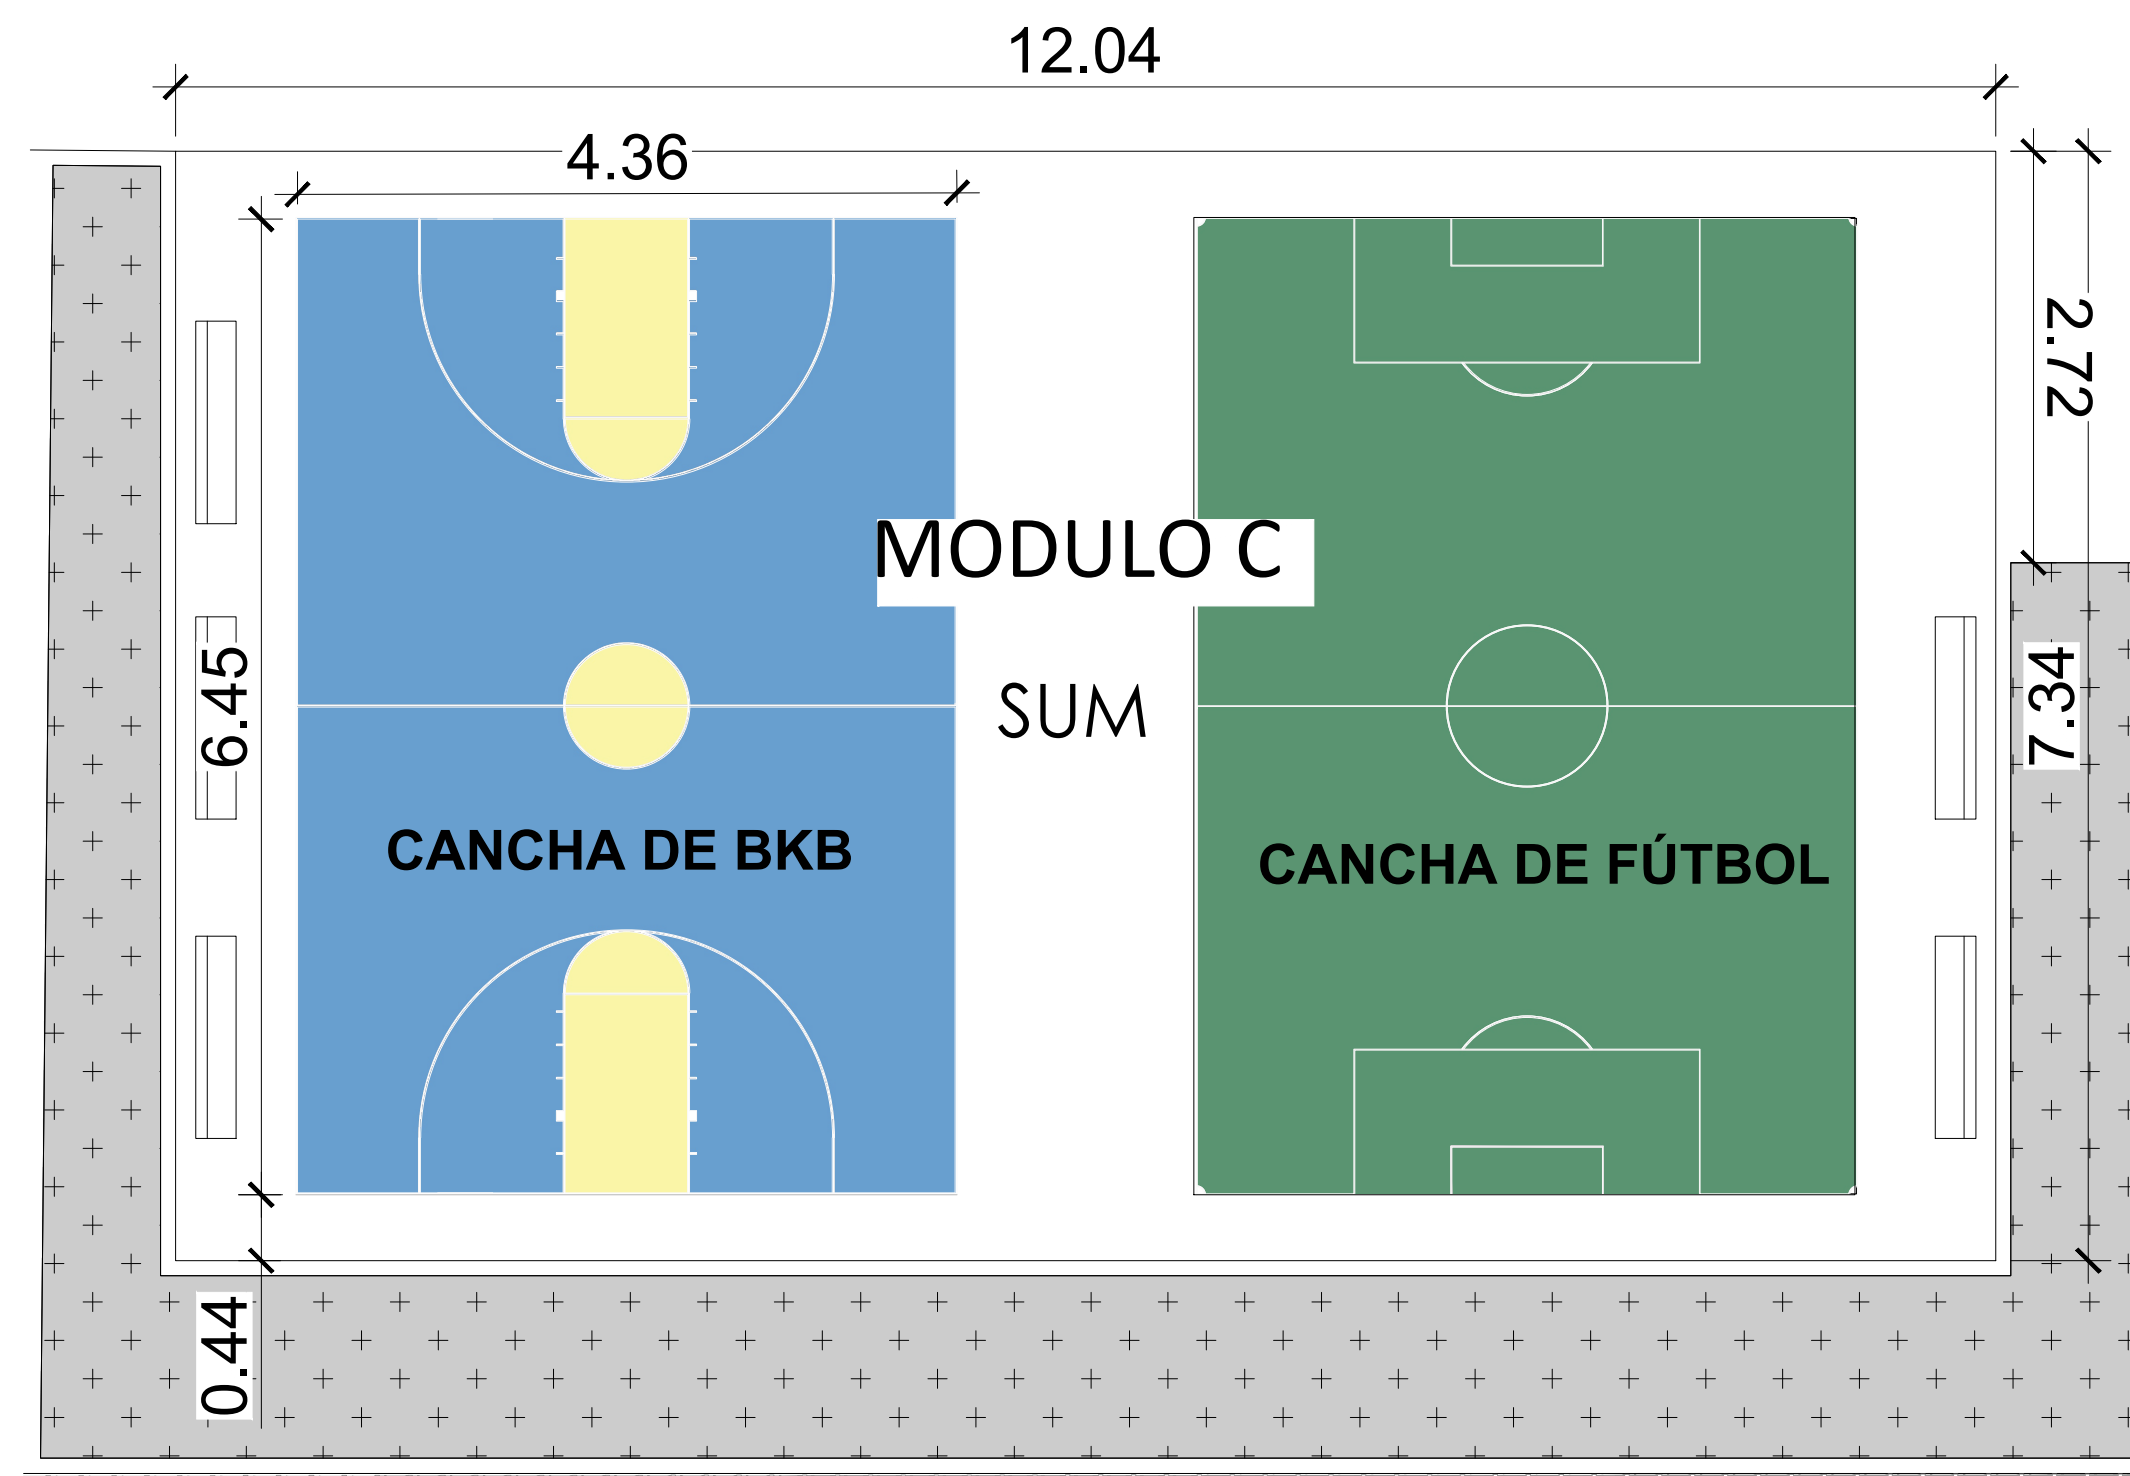 12.04
4.36
2.72
MODULO C
6.45
SUM
7.34
CANCHA DE BKB
CANCHA DE FÚTBOL
0.44